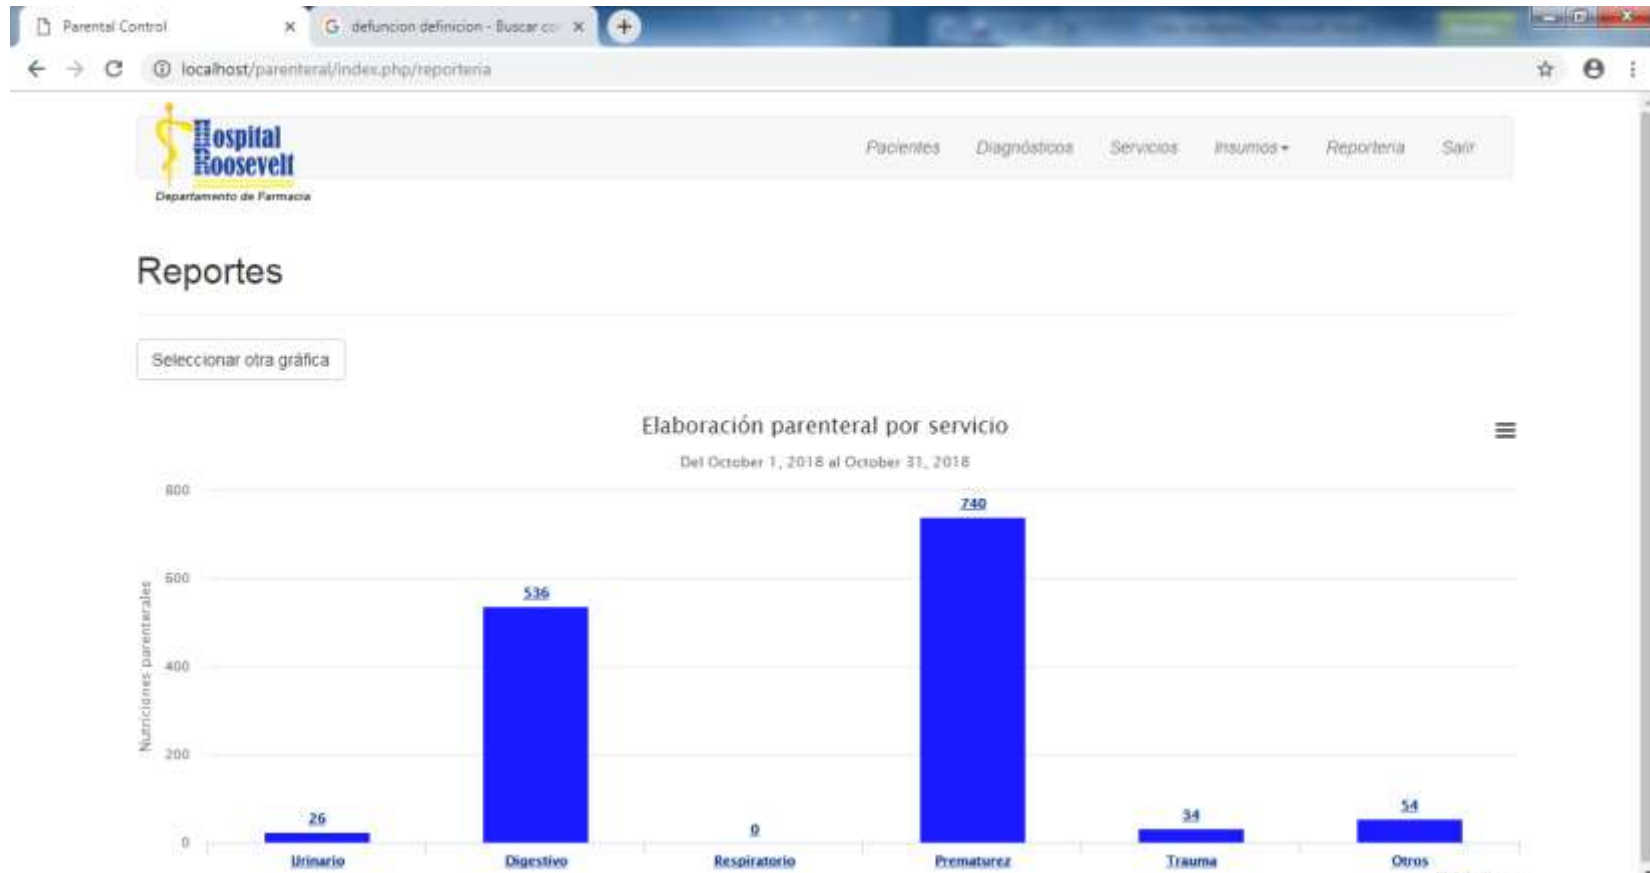 Parental Control
defuncion definicion - Buscar co
localhost/parenteral/index.php/reporteria
Hospital
Roosevelt
Departamento de Farmacia
Pacientes Diagnósticos Servicios Insumos Reporteria Salir
Reportes
Seleccionar otra gráfica
Elaboración parenteral por servicio
Del October 1, 2018 al October 31, 2018
Nutriciones parenterales
800
600
400
200
0
26 536 0 740 34 54
Urinario Digestivo Respiratorio Prematurez Trauma Otros